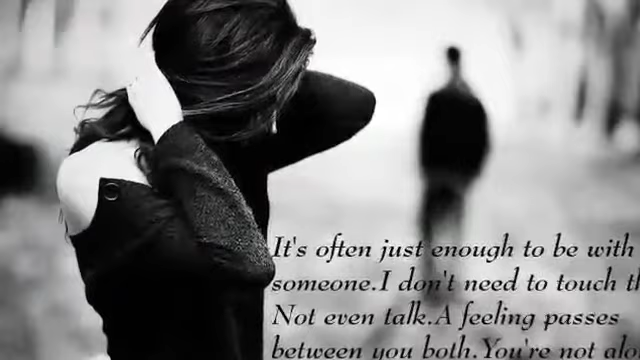 It's often just enough to be with
someone.I don't need to touch
Not even talk.A feeling passes
between you both.You're not